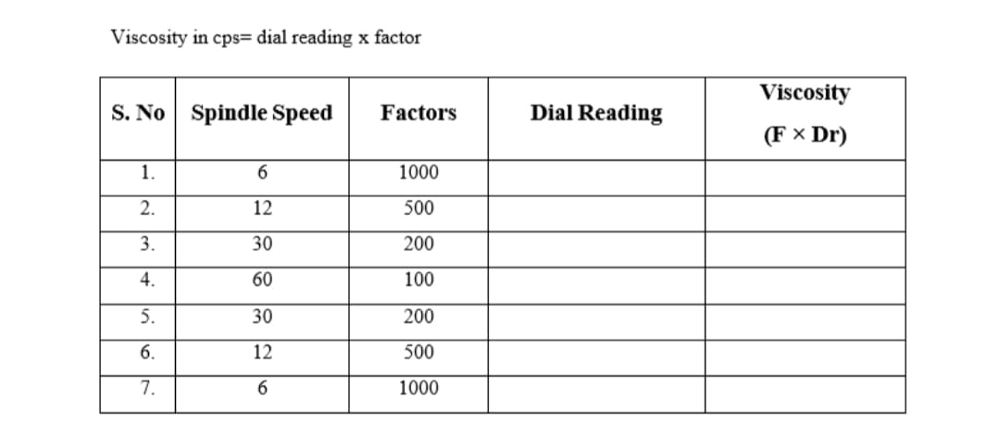 Viscosity in cps= dial reading x factor
S. No Spindle Speed Factors Dial Reading Viscosity
(F × Dr)
1. 6 1000
2. 12 500
3. 30 200
4. 60 100
5. 30 200
6. 12 500
7. 6 1000